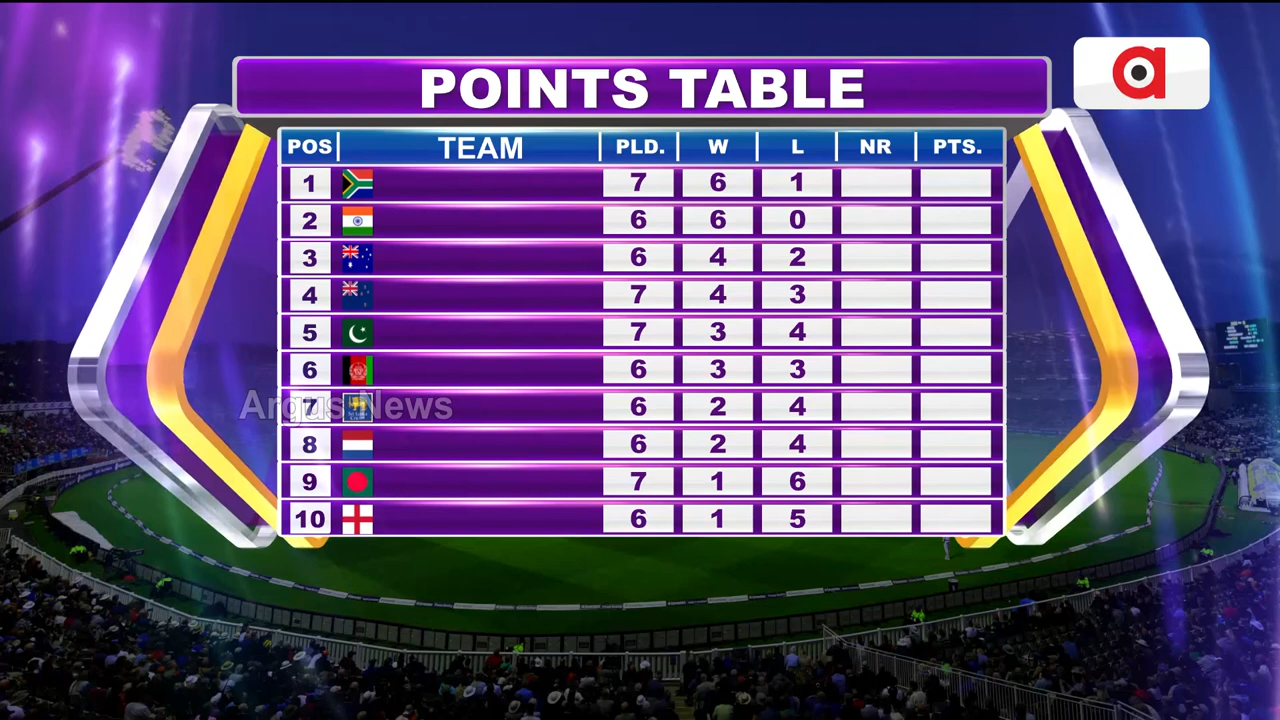 POINTS TABLE
a
POS TEAM PLD. W L NR PTS.
1 7 6 1
2 6 6 0
3 6 4 2
4 7 4 3
5 7 3 4
6 6 3 3
7 6 2 4
Argus News
8 6 2 4
9 7 1 6
10 6 1 5